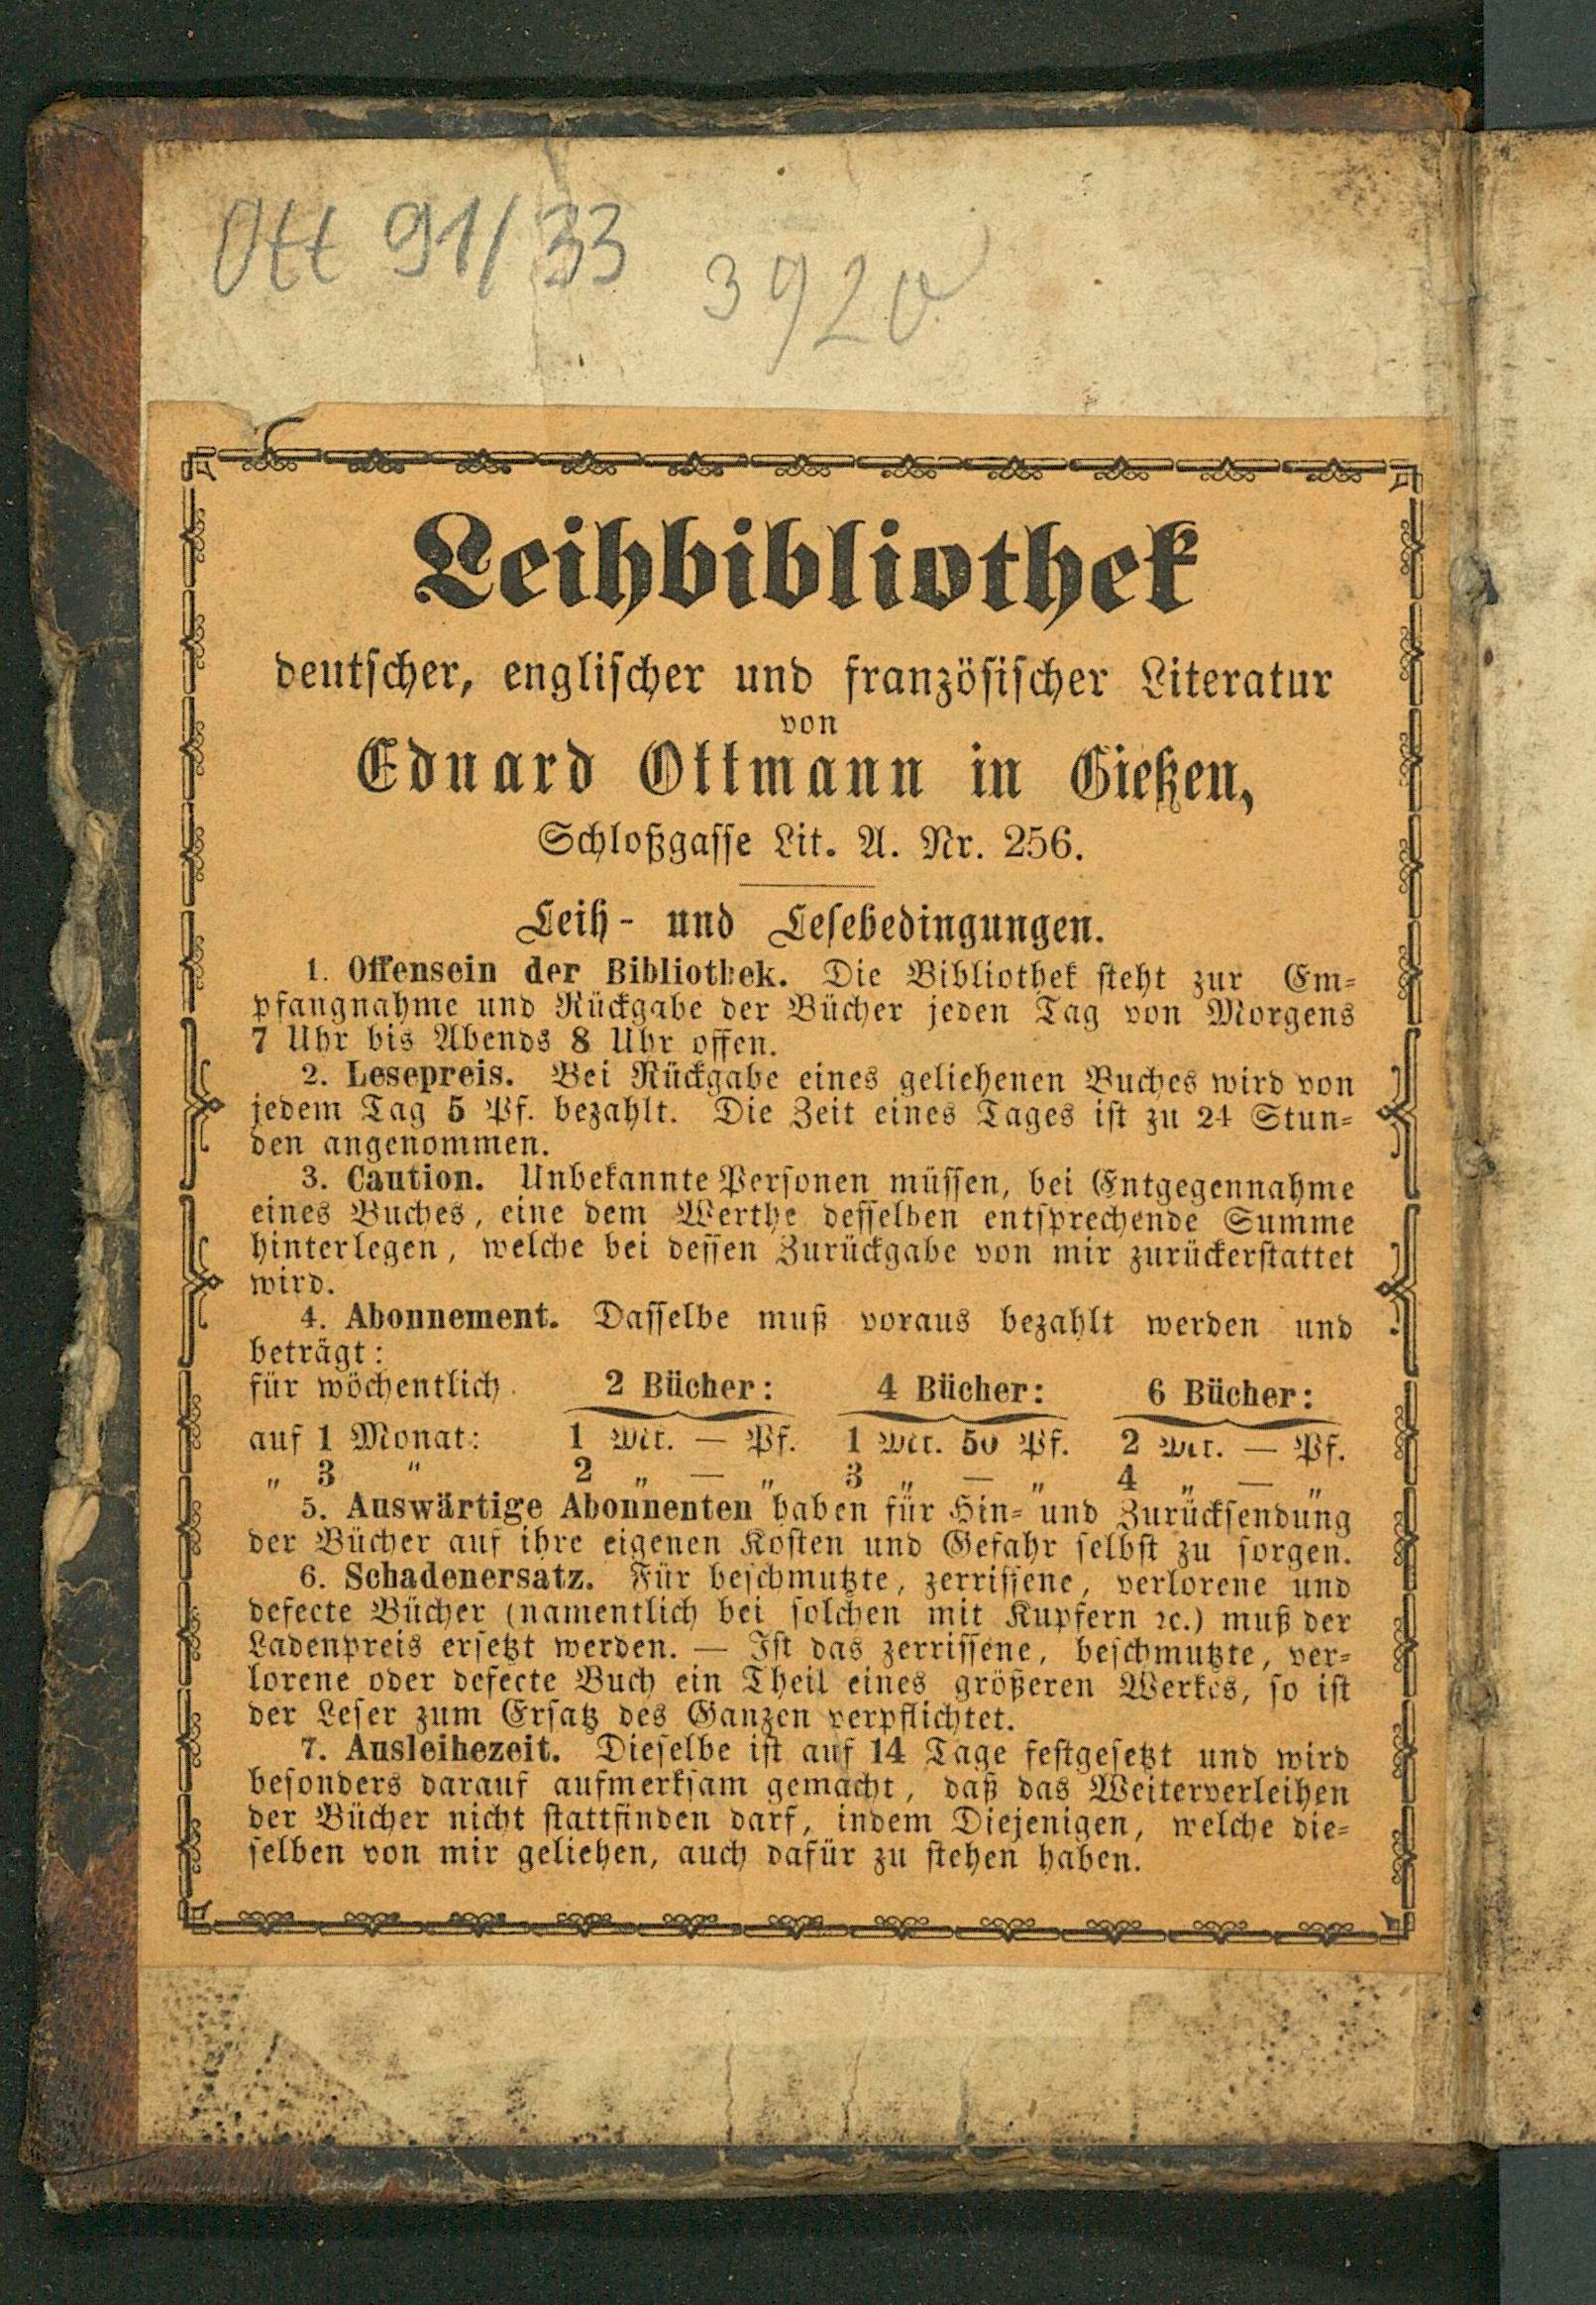 Ott 91/33
392
Leihbibliothek
deutscher, englischer und französischer Literatur
von
Eduard Ottmann in Gießen,
Schloßgasse Lit. A. Nr. 256.
Leih- und Lesebedingungen.
1. Offensein der Bibliothek. Die Bibliothek steht zur Em-
pfangnahme und Rückgabe der Bücher jeden Tag von Morgens
7 Uhr bis Abends 8 Uhr offen.
2. Lesepreis. Bei Rückgabe eines geliehenen Buches wird von
jedem Tag 5 Pf. bezahlt. Die Zeit eines Tages ist zu 24 Stun-
den angenommen.
3. Caution. Unbekannte Personen müssen, bei Entgegennahme
eines Buches, eine dem Werthe desselben entsprechende Summe
hinterlegen, welche bei dessen Zurückgabe von mir zurückerstattet
wird.
4. Abonnement. Dasselbe muß voraus bezahlt werden und
beträgt:
für wöchentlich 2 Bücher: 4 Bücher: 6 Bücher:
auf 1 Monat: 1 Mk. — Pf. 1 Mk. 50 Pf. 2 Mk. — Pf.
„ 3 " 2 „ — „ 3 „ — „ 4 „ — „
5. Auswärtige Abonnenten haben für Hin- und Zurücksendung
der Bücher auf ihre eigenen Kosten und Gefahr selbst zu sorgen.
6. Schadenersatz. Für beschmutzte, zerrissene, verlorene und
defecte Bücher (namentlich bei solchen mit Kupfern ꝛc.) muß der
Ladenpreis ersetzt werden. — Ist das zerrissene, beschmutzte, ver-
lorene oder defecte Buch ein Theil eines größeren Werkes, so ist
der Leser zum Ersatz des Ganzen verpflichtet.
7. Ausleihezeit. Dieselbe ist auf 14 Tage festgesetzt und wird
besonders darauf aufmerksam gemacht, daß das Weiterverleihen
der Bücher nicht stattfinden darf, indem Diejenigen, welche die-
selben von mir geliehen, auch dafür zu stehen haben.